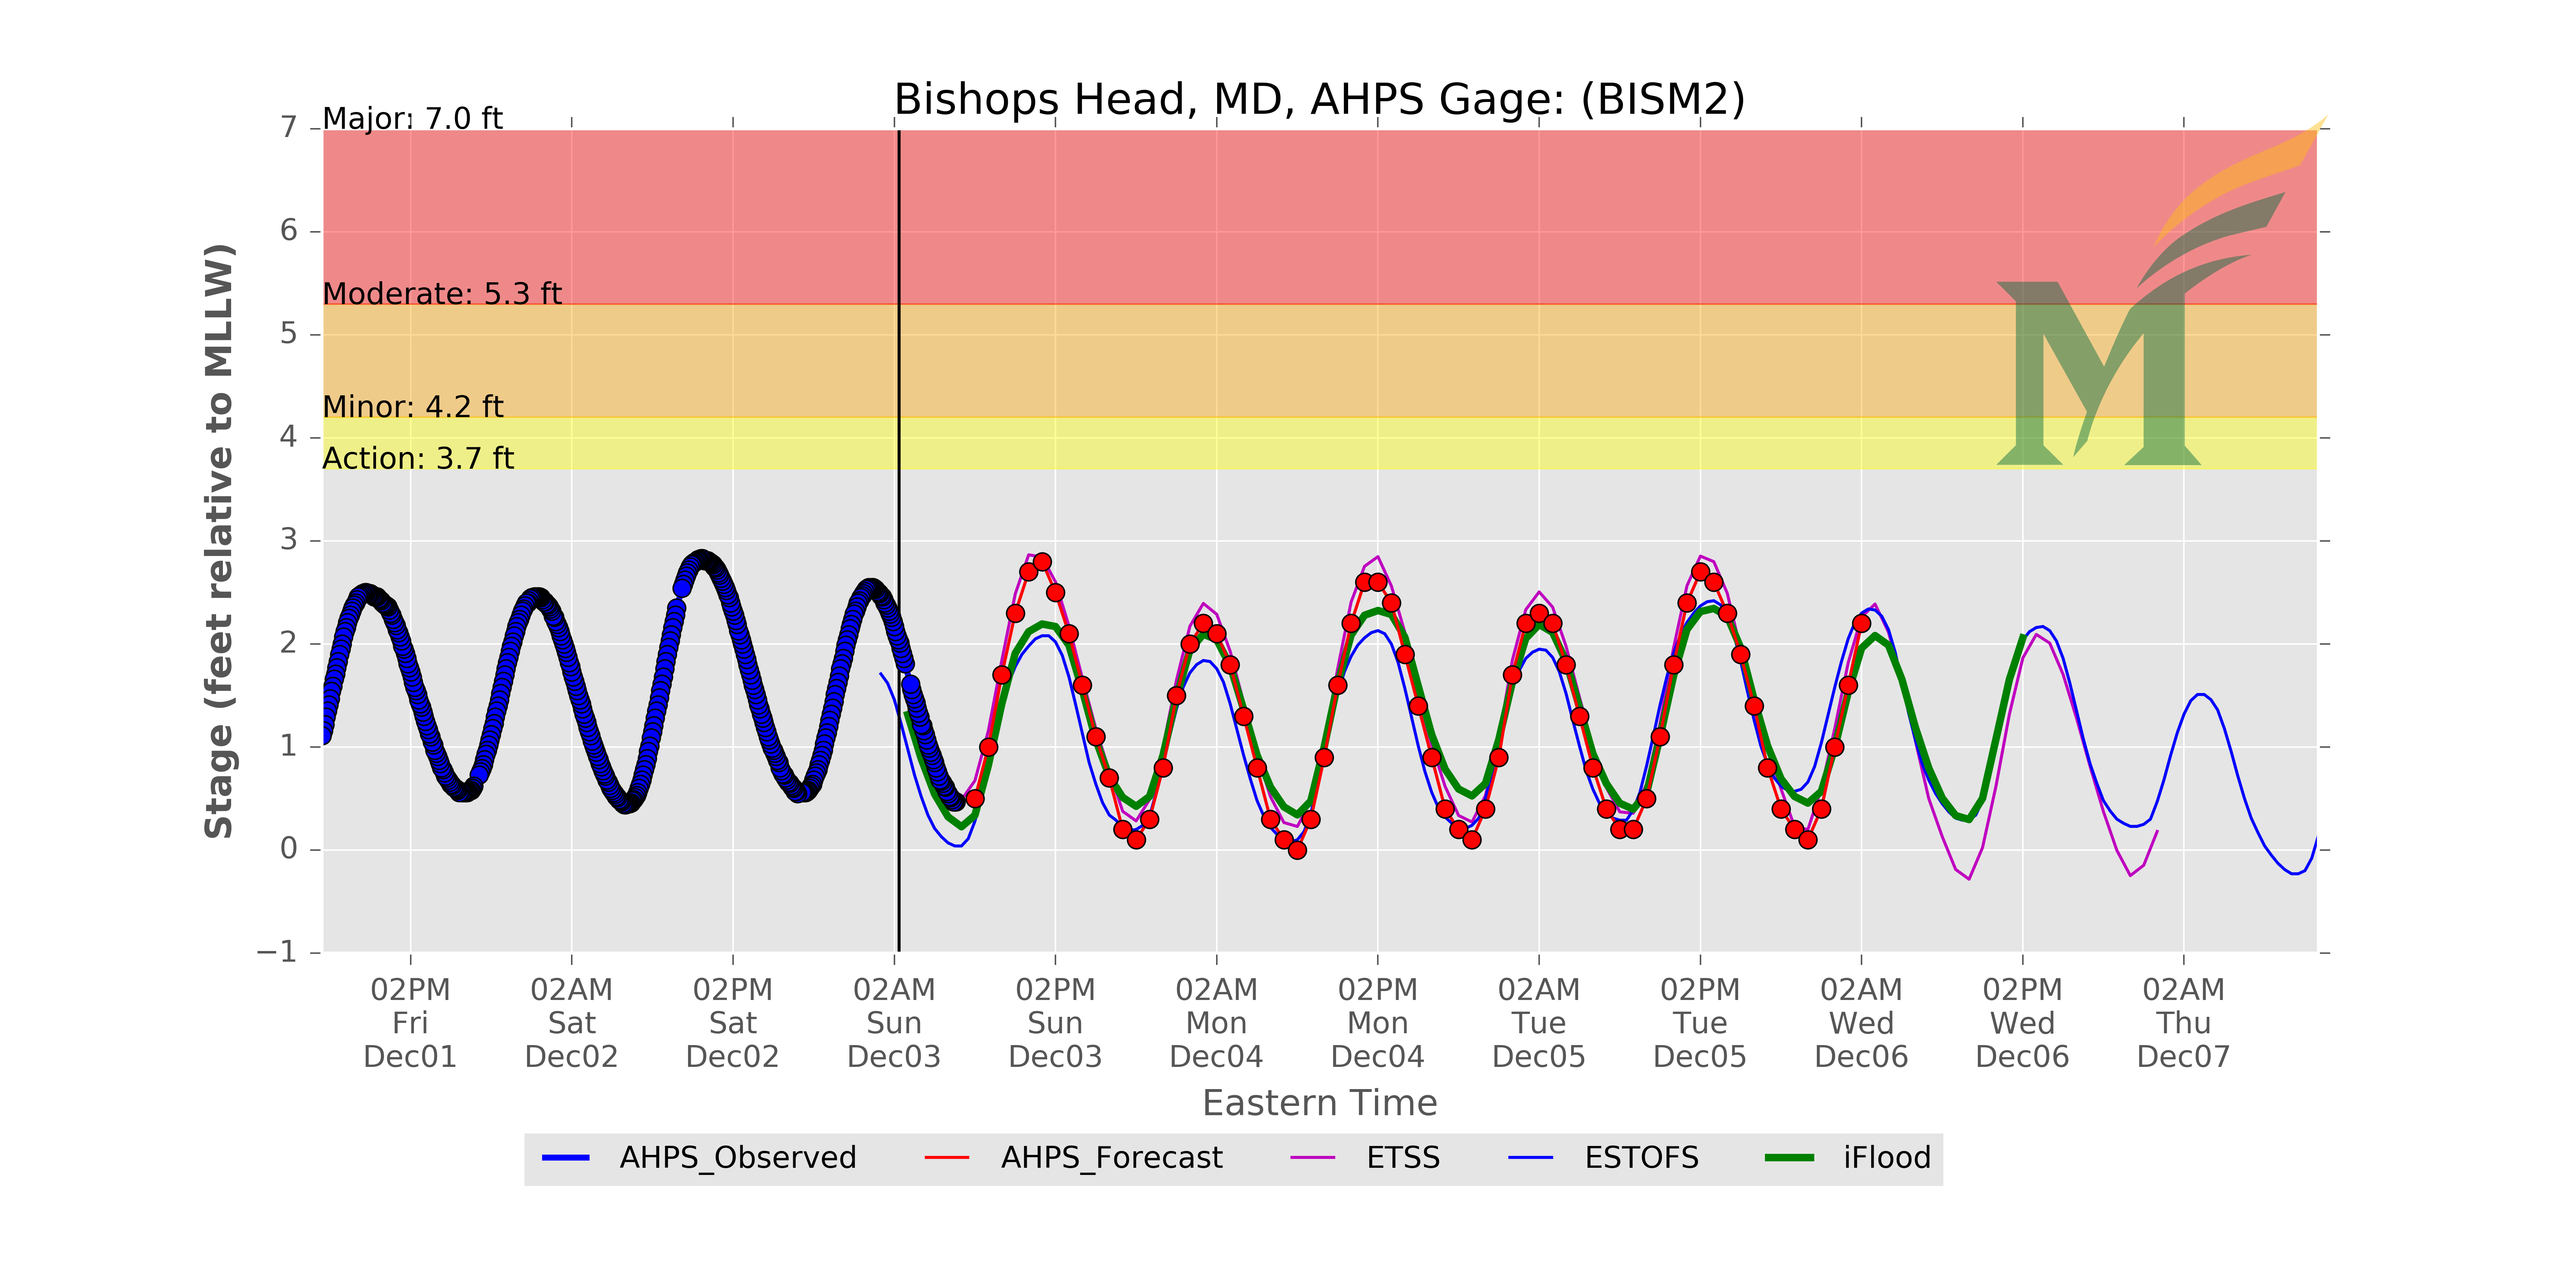 Bishops Head, MD, AHPS Gage: (BISM2)
Major: 7.0 ft
Moderate: 5.3 ft
Minor: 4.2 ft
Action: 3.7 ft
Stage (feet relative to MLLW)
7
6
5
4
3
2
1
0
−1
02PM Fri Dec01
02AM Sat Dec02
02PM Sat Dec02
02AM Sun Dec03
02PM Sun Dec03
02AM Mon Dec04
02PM Mon Dec04
02AM Tue Dec05
02PM Tue Dec05
02AM Wed Dec06
02PM Wed Dec06
02AM Thu Dec07
Eastern Time
AHPS_Observed AHPS_Forecast ETSS ESTOFS iFlood
M